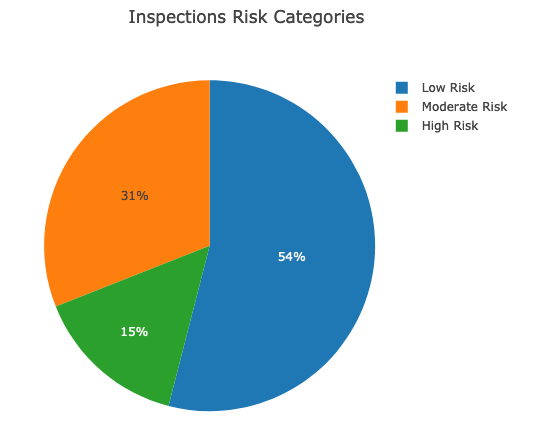 Inspections Risk Categories
Low Risk
Moderate Risk
High Risk
31%
54%
15%